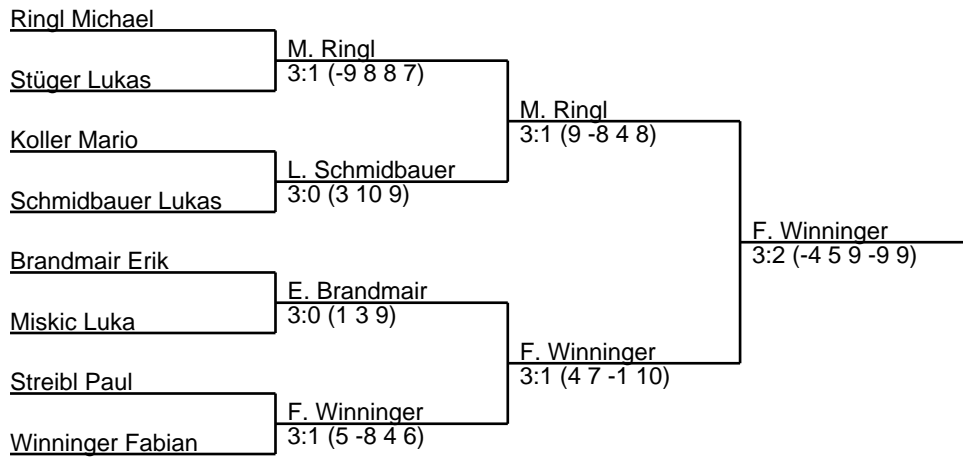 Ringl Michael
M. Ringl
3:1 (-9 8 8 7)
Stüger Lukas
M. Ringl
3:1 (9 -8 4 8)
Koller Mario
L. Schmidbauer
3:0 (3 10 9)
Schmidbauer Lukas
F. Winninger
3:2 (-4 5 9 -9 9)
Brandmair Erik
E. Brandmair
3:0 (1 3 9)
Miskic Luka
F. Winninger
3:1 (4 7 -1 10)
Streibl Paul
F. Winninger
3:1 (5 -8 4 6)
Winninger Fabian